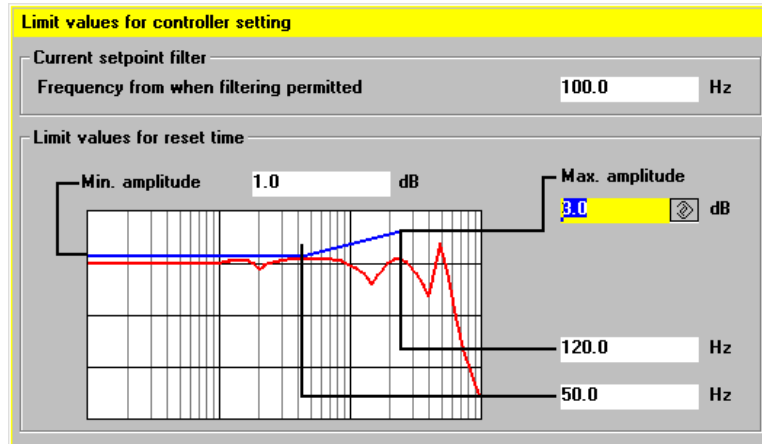 Limit values for controller setting
Current setpoint filter
Frequency from when filtering permitted 100.0 Hz
Limit values for reset time
Min. amplitude 1.0 dB Max. amplitude
3.0 dB
120.0 Hz
50.0 Hz